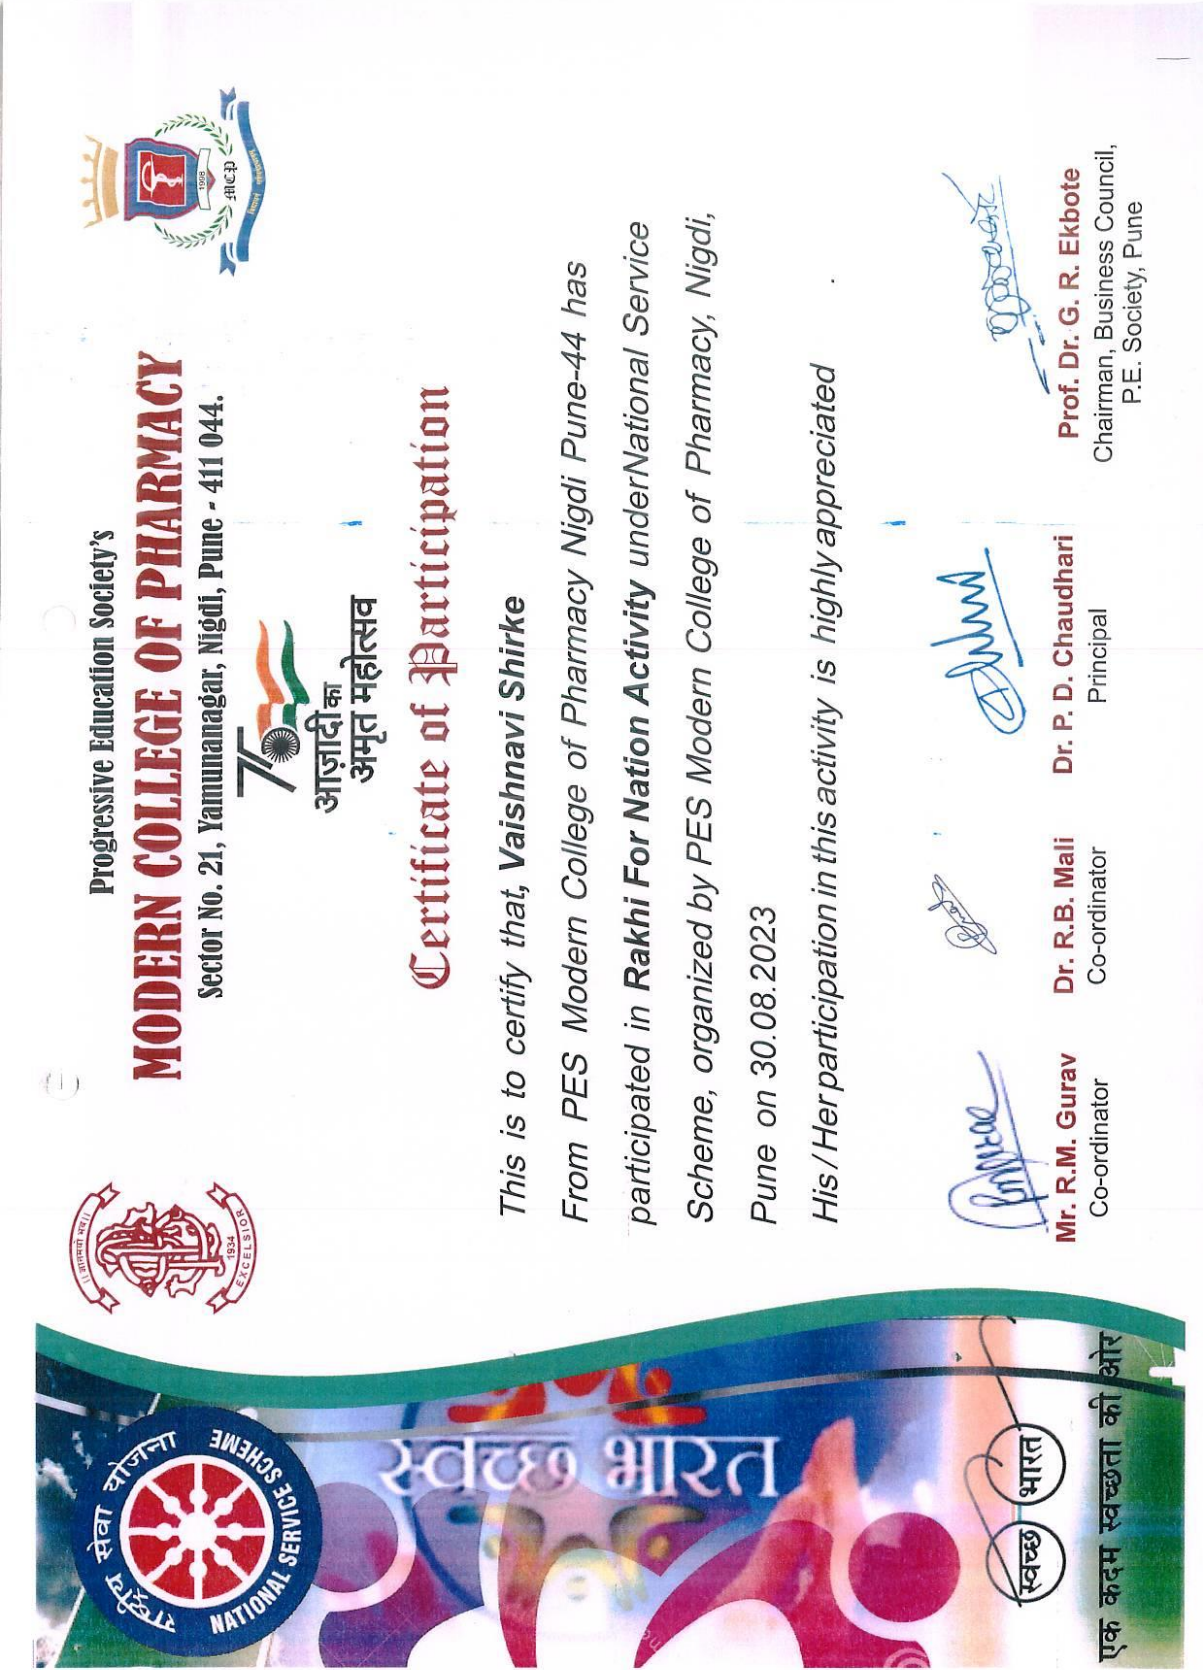 Progressive Education Society's
MODERN COLLEGE OF PHARMACY
Sector No. 21, Yamunanagar, Nigdi, Pune - 411 044.
।। ज्ञानमयो भव।।
1934
EXCELSIOR
1998
MCP
75
आज़ादी का
अमृत महोत्सव
Certificate of Participation
This is to certify that, Vaishnavi Shirke
From PES Modern College of Pharmacy Nigdi Pune-44 has
participated in Rakhi For Nation Activity underNational Service
Scheme, organized by PES Modern College of Pharmacy, Nigdi,
Pune on 30.08.2023
His/Her participation in this activity is highly appreciated
Mr. R.M. Gurav
Co-ordinator
Dr. R.B. Mali
Co-ordinator
Dr. P. D. Chaudhari
Principal
Prof. Dr. G. R. Ekbote
Chairman, Business Council,
P.E. Society, Pune
राष्ट्रीय सेवा योजना
NATIONAL SERVICE SCHEME
स्वच्छ भारत
स्वच्छ भारत
एक कदम स्वच्छता की ओर